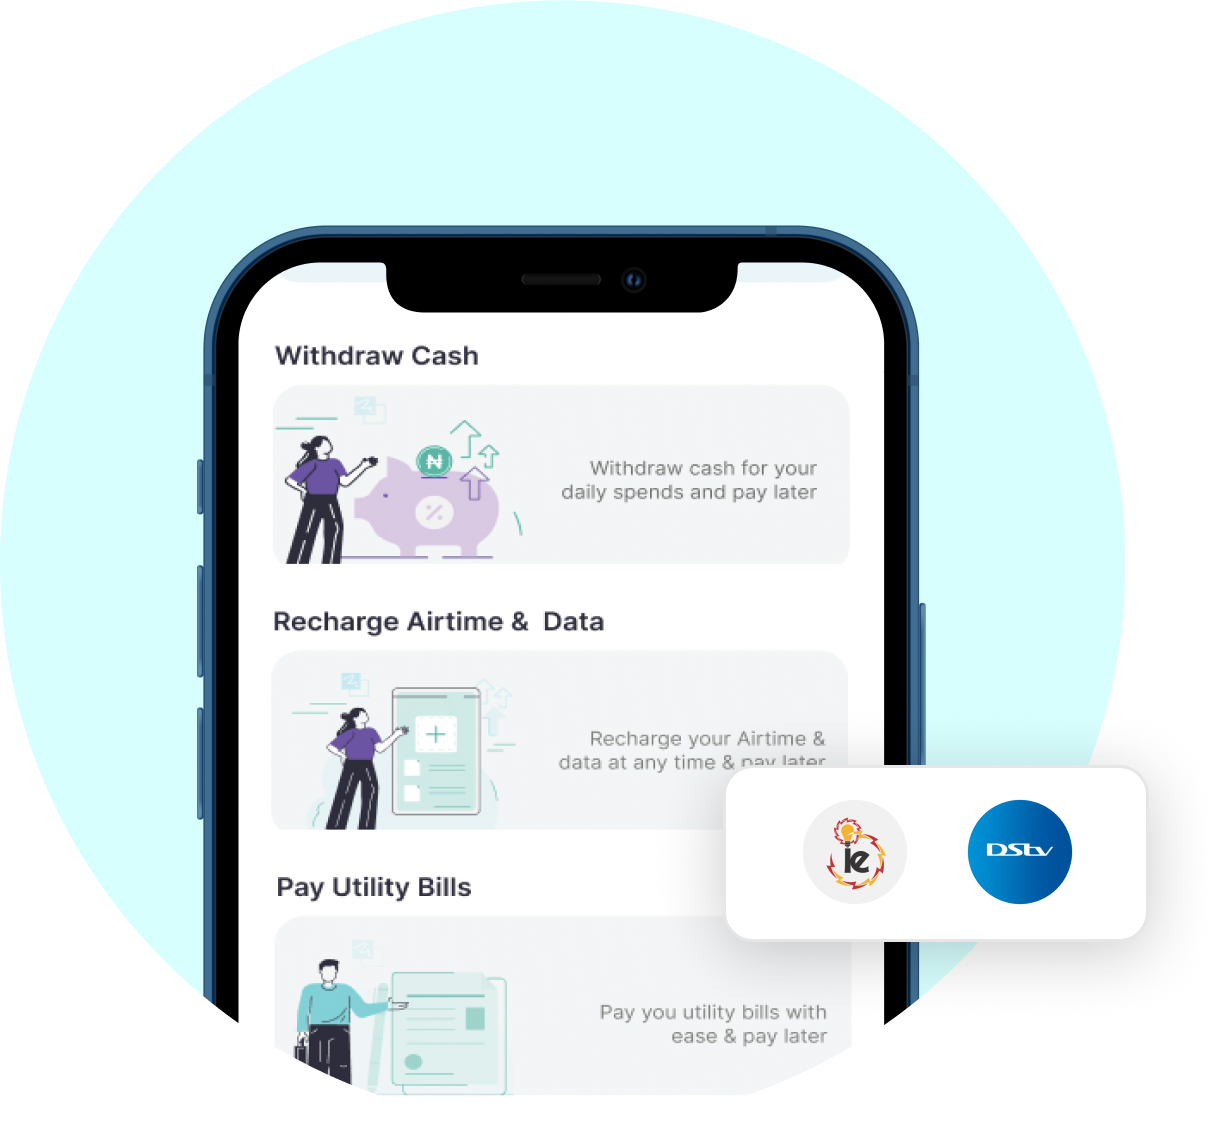 Withdraw Cash
₦
%
Withdraw cash for your
daily spends and pay later
Recharge Airtime &  Data
Recharge your Airtime &
data at any time & pay later
ie
DStv
Pay Utility Bills
Pay you utility bills with
ease & pay later